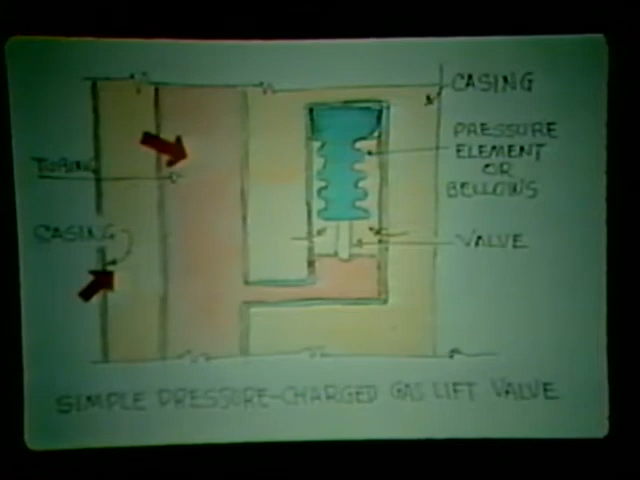 CASING
PRESSURE
ELEMENT
OR
BELLOWS
TUBING
CASING
VALVE
SIMPLE PRESSURE-CHARGED GAS LIFT VALVE